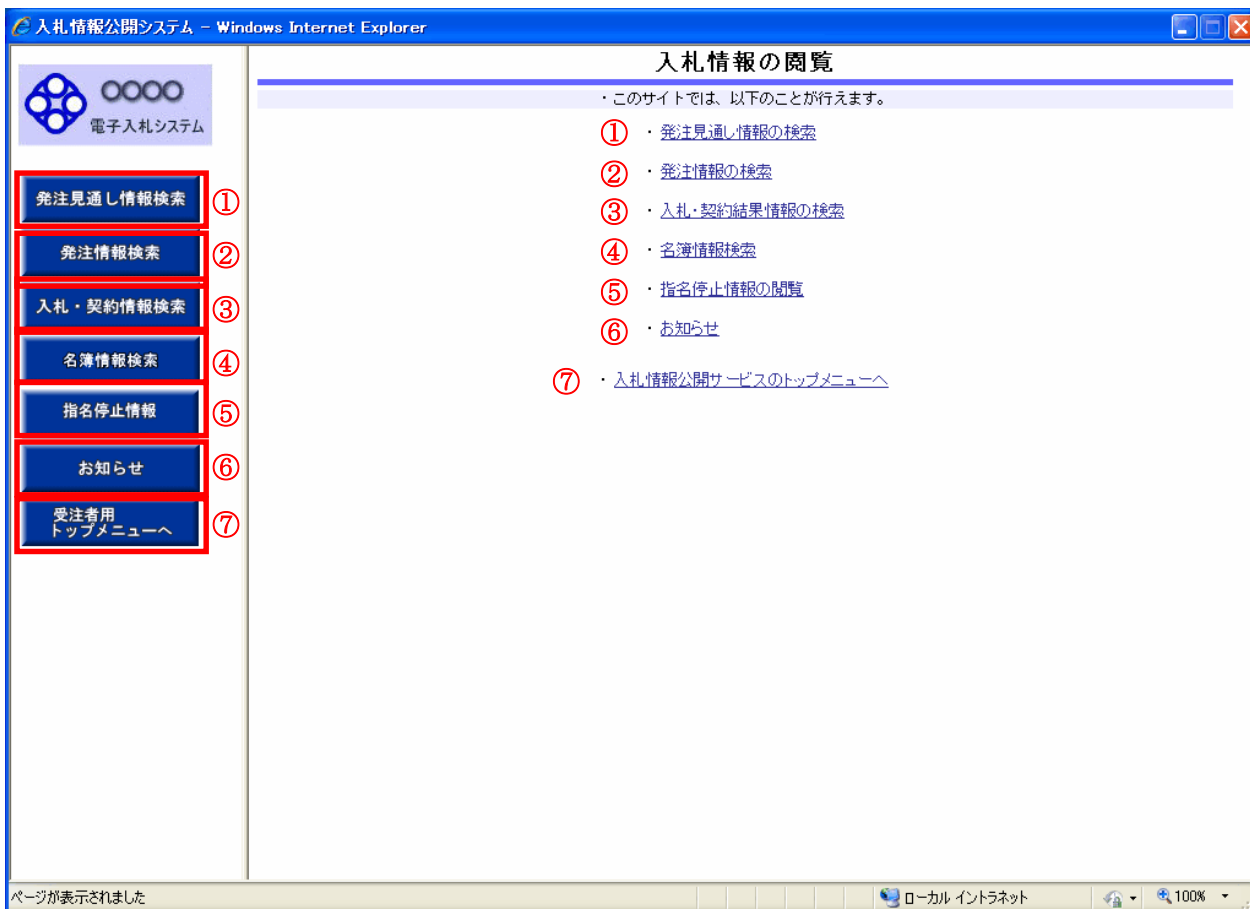 入札情報公開システム - Windows Internet Explorer
○○○○
電子入札システム
発注見通し情報検索 ①
発注情報検索 ②
入札・契約情報検索 ③
名簿情報検索 ④
指名停止情報 ⑤
お知らせ ⑥
受注者用
トップメニューへ ⑦
入札情報の閲覧
・このサイトでは、以下のことが行えます。
① ・発注見通し情報の検索
② ・発注情報の検索
③ ・入札・契約結果情報の検索
④ ・名簿情報検索
⑤ ・指名停止情報の閲覧
⑥ ・お知らせ
⑦ ・入札情報公開サービスのトップメニューへ
ページが表示されました
ローカル イントラネット
100%